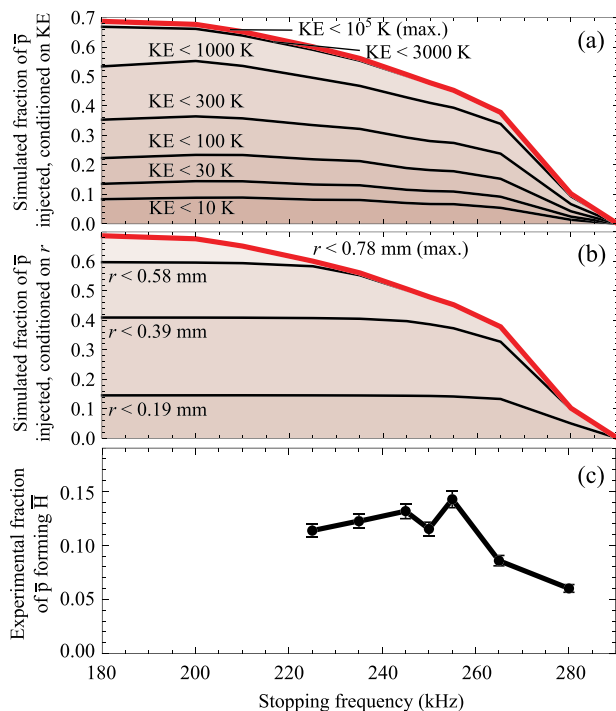 Simulated fraction of p̅
injected, conditioned on KE
0.7
0.6
0.5
0.4
0.3
0.2
0.1
0.0
KE < 10⁵ K (max.)
(a)
KE < 1000 K
KE < 3000 K
KE < 300 K
KE < 100 K
KE < 30 K
KE < 10 K
Simulated fraction of p̅
injected, conditioned on r
0.6
0.5
0.4
0.3
0.2
0.1
0.0
r < 0.78 mm (max.)
(b)
r < 0.58 mm
r < 0.39 mm
r < 0.19 mm
Experimental fraction
of p̅ forming H̅
0.15
0.10
0.05
0.00
(c)
180 200 220 240 260 280
Stopping frequency (kHz)